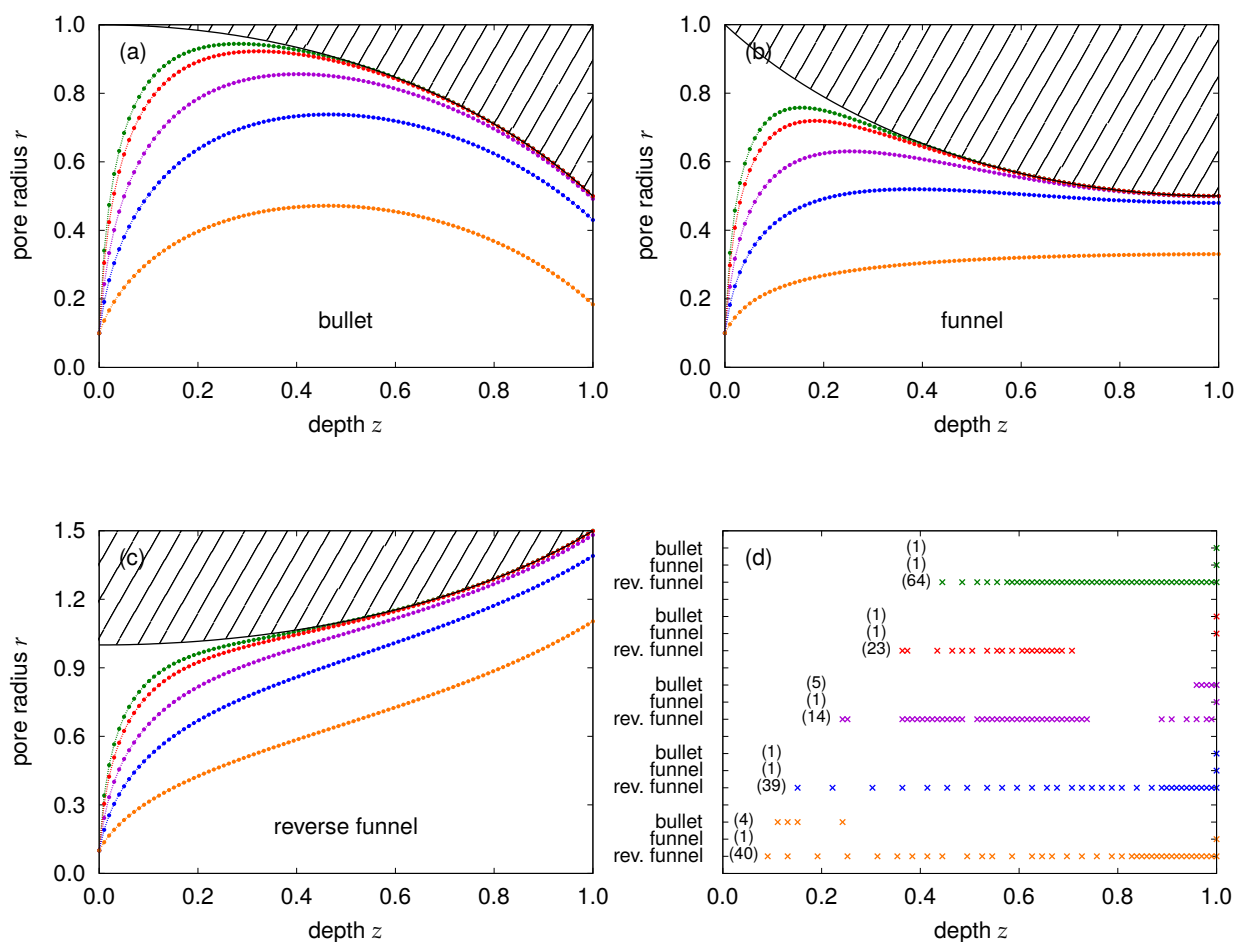 1.0
0.8
0.6
0.4
0.2
0.0
pore radius r
(a)
bullet
0.0 0.2 0.4 0.6 0.8 1.0
depth z
1.0
0.8
0.6
0.4
0.2
0.0
pore radius r
(b)
funnel
0.0 0.2 0.4 0.6 0.8 1.0
depth z
1.5
1.2
0.9
0.6
0.3
0.0
pore radius r
(c)
reverse funnel
0.0 0.2 0.4 0.6 0.8 1.0
depth z
(d)
bullet (1)
funnel (1)
rev. funnel (64)
bullet (1)
funnel (1)
rev. funnel (23)
bullet (5)
funnel (1)
rev. funnel (14)
bullet (1)
funnel (1)
rev. funnel (39)
bullet (4)
funnel (1)
rev. funnel (40)
0.0 0.2 0.4 0.6 0.8 1.0
depth z